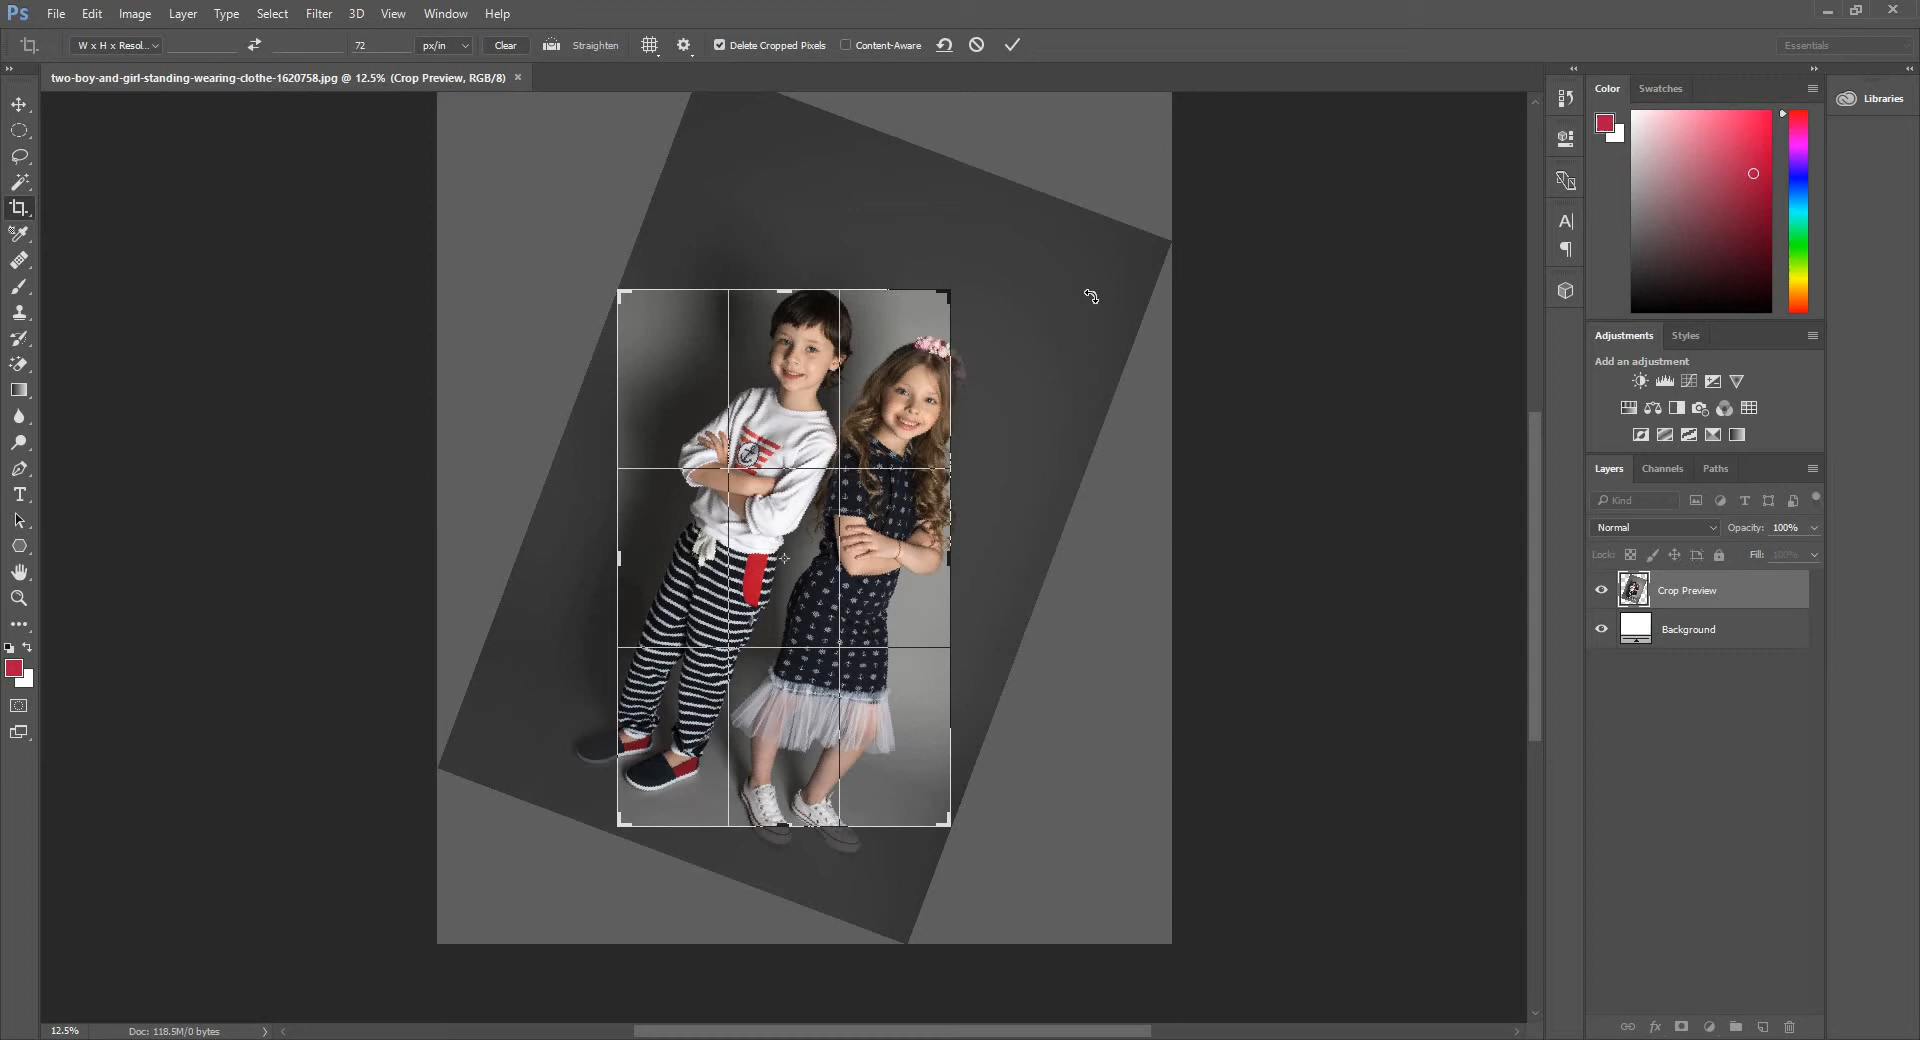 Ps File Edit Image Layer Type Select Filter 3D View Window Help
W x H x Resol... 72 px/in Clear Straighten Delete Cropped Pixels Content-Aware Essentials
two-boy-and-girl-standing-wearing-clothe-1620758.jpg @ 12.5% (Crop Preview, RGB/8) ×
Color Swatches
Libraries
Adjustments Styles
Add an adjustment
Layers Channels Paths
Kind
Normal Opacity: 100%
Lock: Fill: 100%
Crop Preview
Background
fx
12.5% Doc: 118.5M/0 bytes